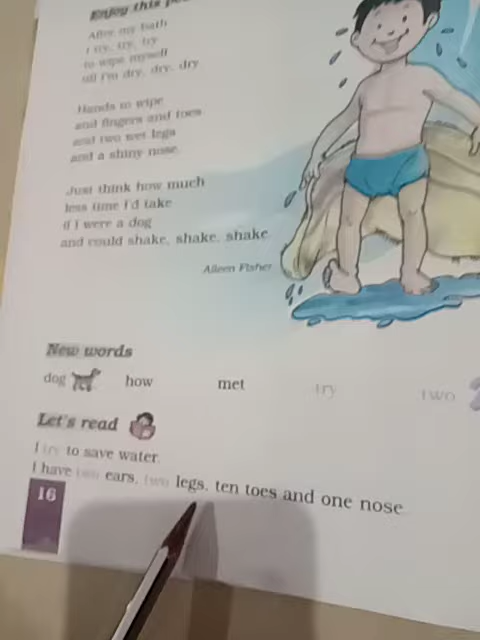 Enjoy this
After my bath
I try, try, try
to wipe myself
till I'm dry, dry, dry
Hands to wipe
and fingers and toes
and two wet legs
and a shiny nose
Just think how much
less time I'd take
if I were a dog
and could shake, shake, shake
Aileen Fisher
New words
dog how met try two
Let's read
I try to save water.
I have two ears, two legs, ten toes and one nose
16